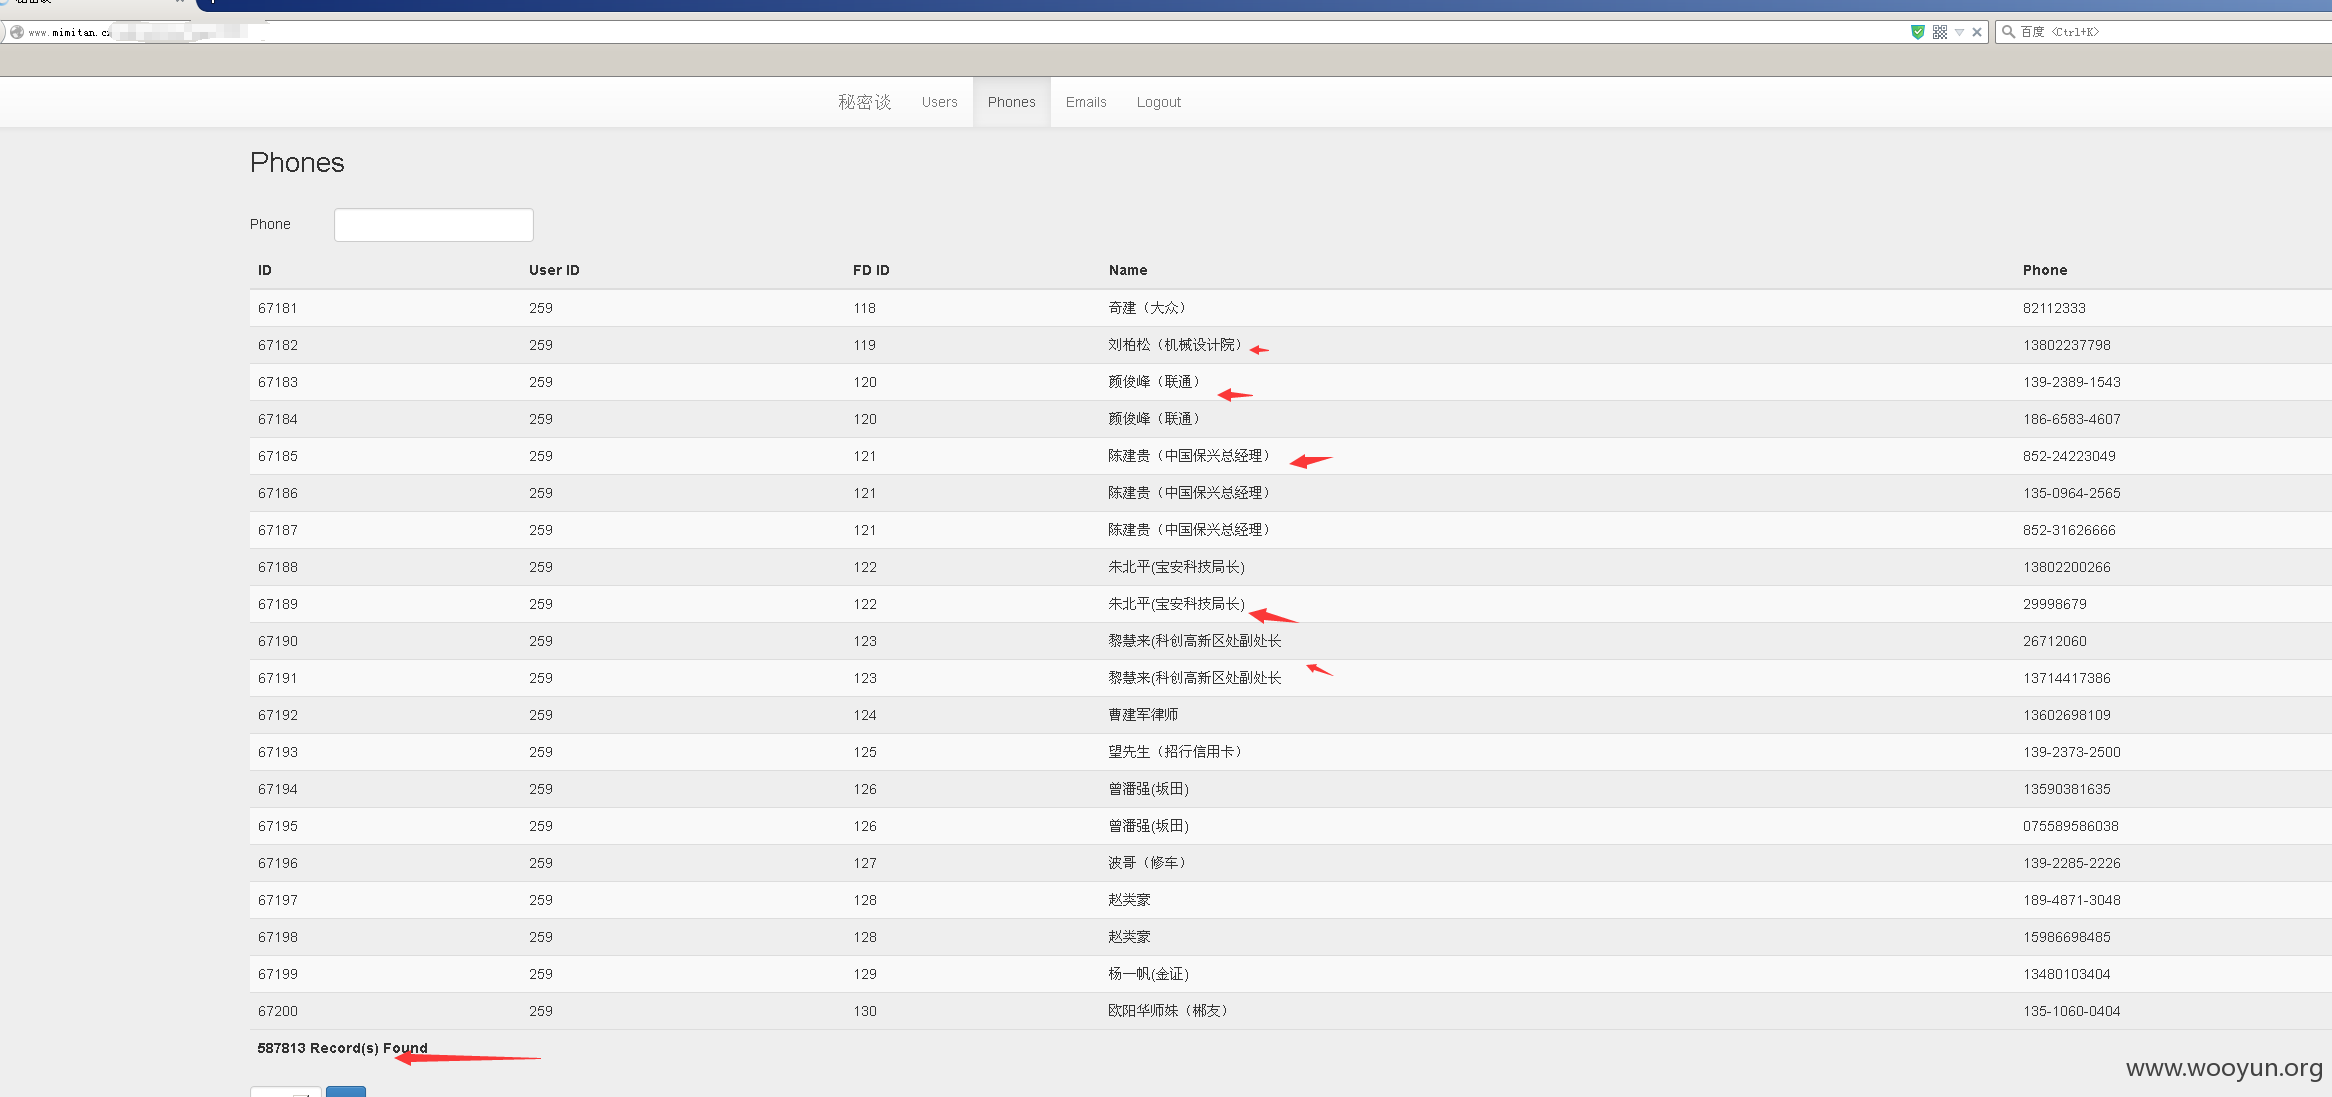 www.mimitan.c
百度 <Ctrl+K>
秘密谈 Users Phones Emails Logout
Phones
Phone
ID User ID FD ID Name Phone
67181 259 118 奇建（大众） 82112333
67182 259 119 刘柏松（机械设计院） 13802237798
67183 259 120 颜俊峰（联通） 139-2389-1543
67184 259 120 颜俊峰（联通） 186-6583-4607
67185 259 121 陈建贵（中国保兴总经理） 852-24223049
67186 259 121 陈建贵（中国保兴总经理） 135-0964-2565
67187 259 121 陈建贵（中国保兴总经理） 852-31626666
67188 259 122 朱北平(宝安科技局长) 13802200266
67189 259 122 朱北平(宝安科技局长) 29998679
67190 259 123 黎慧来(科创高新区处副处长 26712060
67191 259 123 黎慧来(科创高新区处副处长 13714417386
67192 259 124 曹建军律师 13602698109
67193 259 125 望先生（招行信用卡） 139-2373-2500
67194 259 126 曾潘强(坂田) 13590381635
67195 259 126 曾潘强(坂田) 075589586038
67196 259 127 波哥（修车） 139-2285-2226
67197 259 128 赵类蒙 189-4871-3048
67198 259 128 赵类蒙 15986698485
67199 259 129 杨一帆(金证) 13480103404
67200 259 130 欧阳华师妹（郴友） 135-1060-0404
587813 Record(s) Found
www.wooyun.org